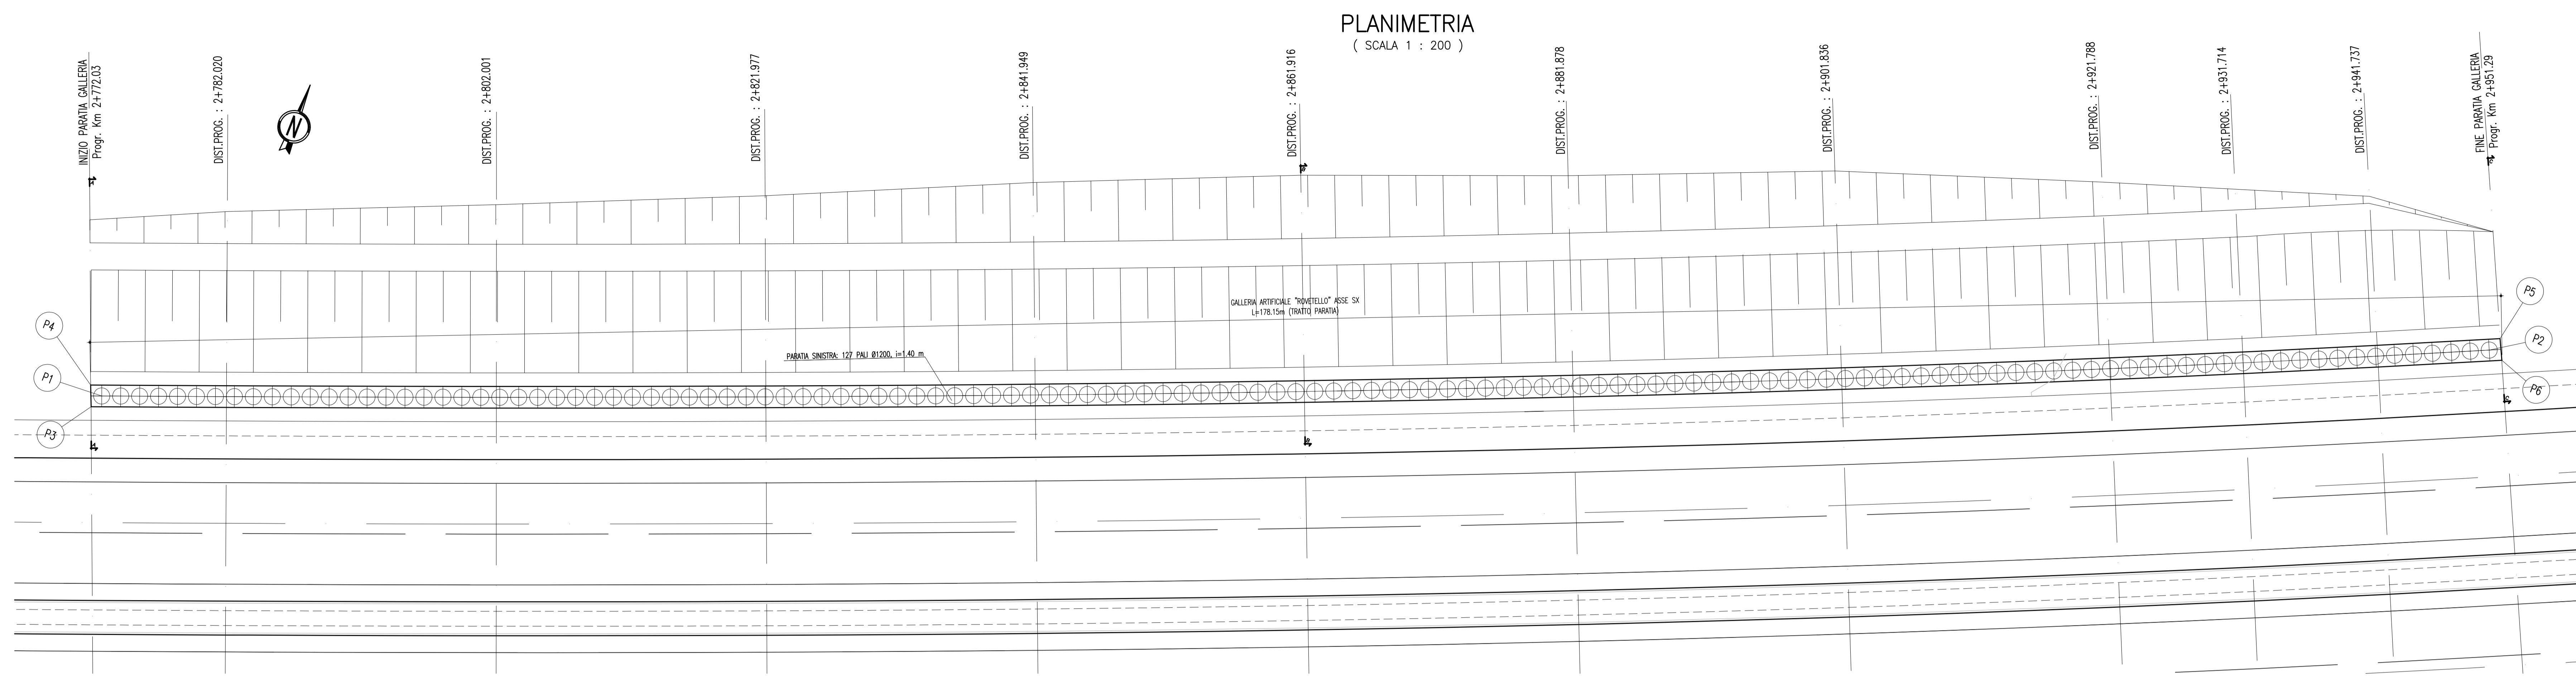 PLANIMETRIA
( SCALA 1 : 200 )
INIZIO PARATIA GALLERIA
Progr. Km 2+772.03
DIST.PROG. : 2+782.020
DIST.PROG. : 2+802.001
DIST.PROG. : 2+821.977
DIST.PROG. : 2+841.949
DIST.PROG. : 2+861.916
DIST.PROG. : 2+881.878
DIST.PROG. : 2+901.836
DIST.PROG. : 2+921.788
DIST.PROG. : 2+931.714
DIST.PROG. : 2+941.737
FINE PARATIA GALLERIA
Progr. Km 2+951.29
N
GALLERIA ARTIFICIALE "ROVETELLO" ASSE SX
L=178.15m (TRATTO PARATIA)
PARATIA SINISTRA: 127 PALI Ø1200, i=1.40 m
P4
P1
P3
P5
P2
P6